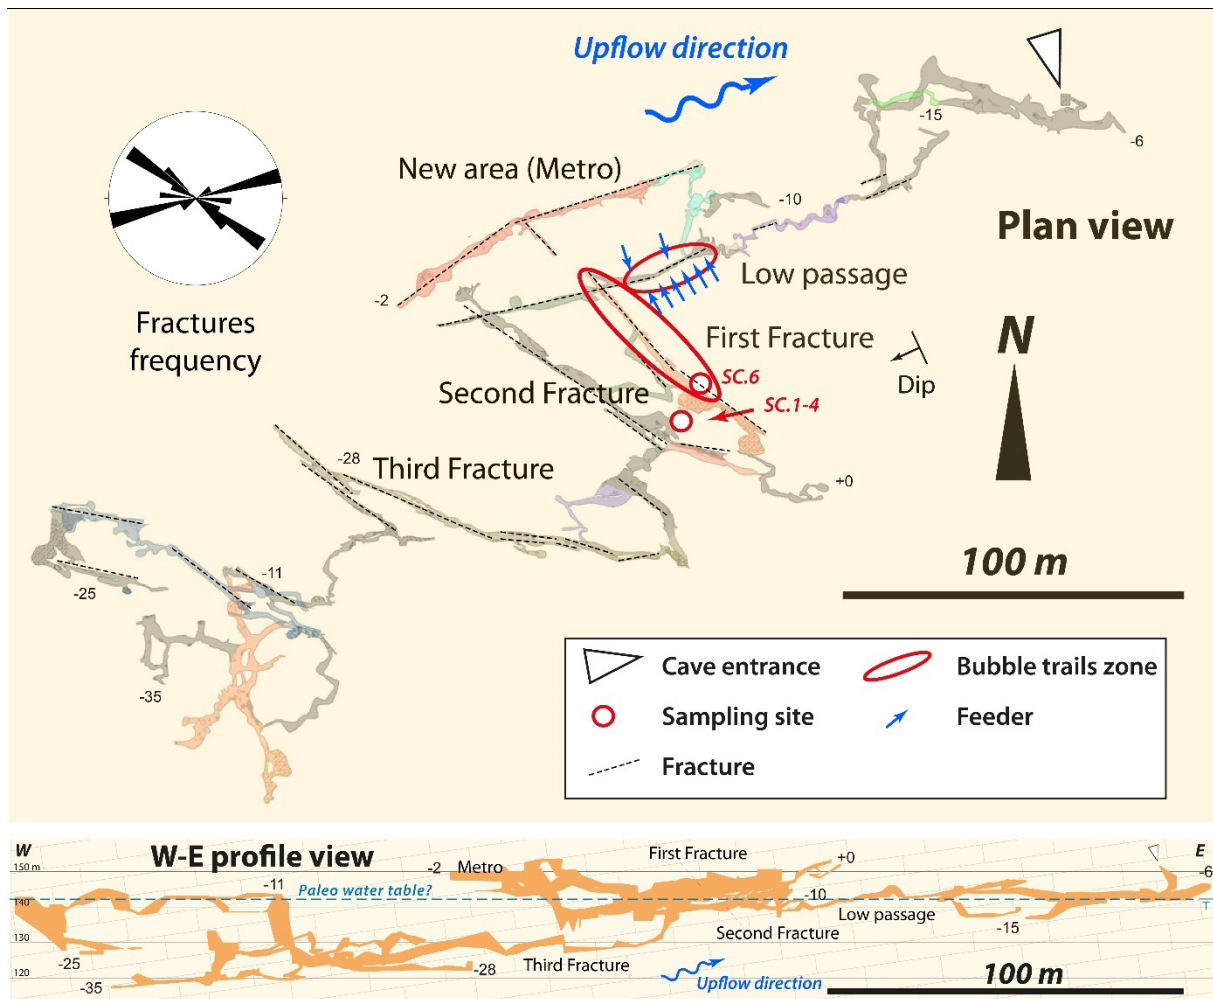 Upflow direction
-15
-6
New area (Metro)
-10
Plan view
Low passage
-2
Fractures
frequency
First Fracture
N
SC.6
Dip
Second Fracture
SC.1-4
-28
Third Fracture
+0
100 m
-11
-25
-35
Cave entrance
Bubble trails zone
Sampling site
Feeder
Fracture
W
W-E profile view
E
150 m
-2
Metro
First Fracture
+0
-6
-11
Paleo water table?
-10
140
Low passage
T
-15
130
Second Fracture
-25
Third Fracture
-28
120
-35
Upflow direction
100 m